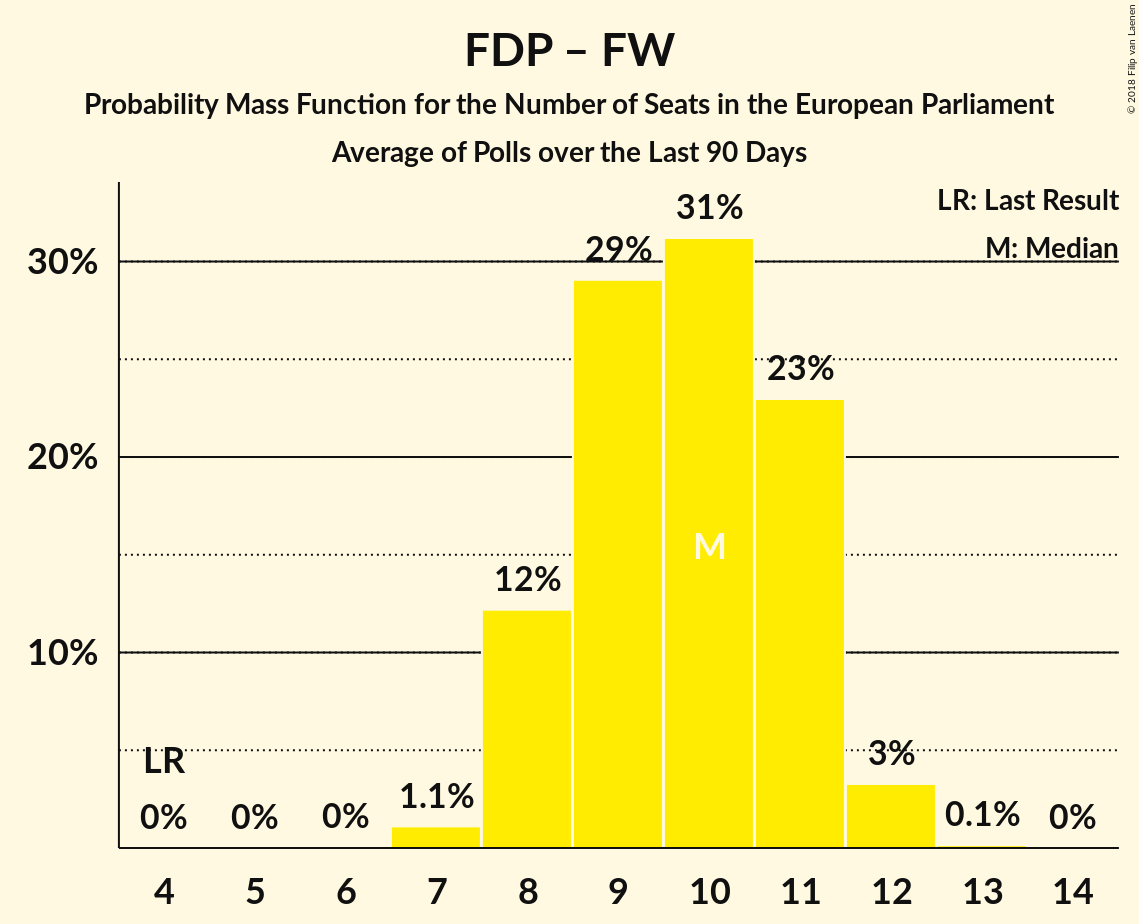 FDP – FW
Probability Mass Function for the Number of Seats in the European Parliament
Average of Polls over the Last 90 Days
© 2018 Filip van Laenen
LR: Last Result
M: Median
30%
20%
10%
LR
0%
0%
0%
1.1%
12%
29%
31%
M
23%
3%
0.1%
0%
4 5 6 7 8 9 10 11 12 13 14